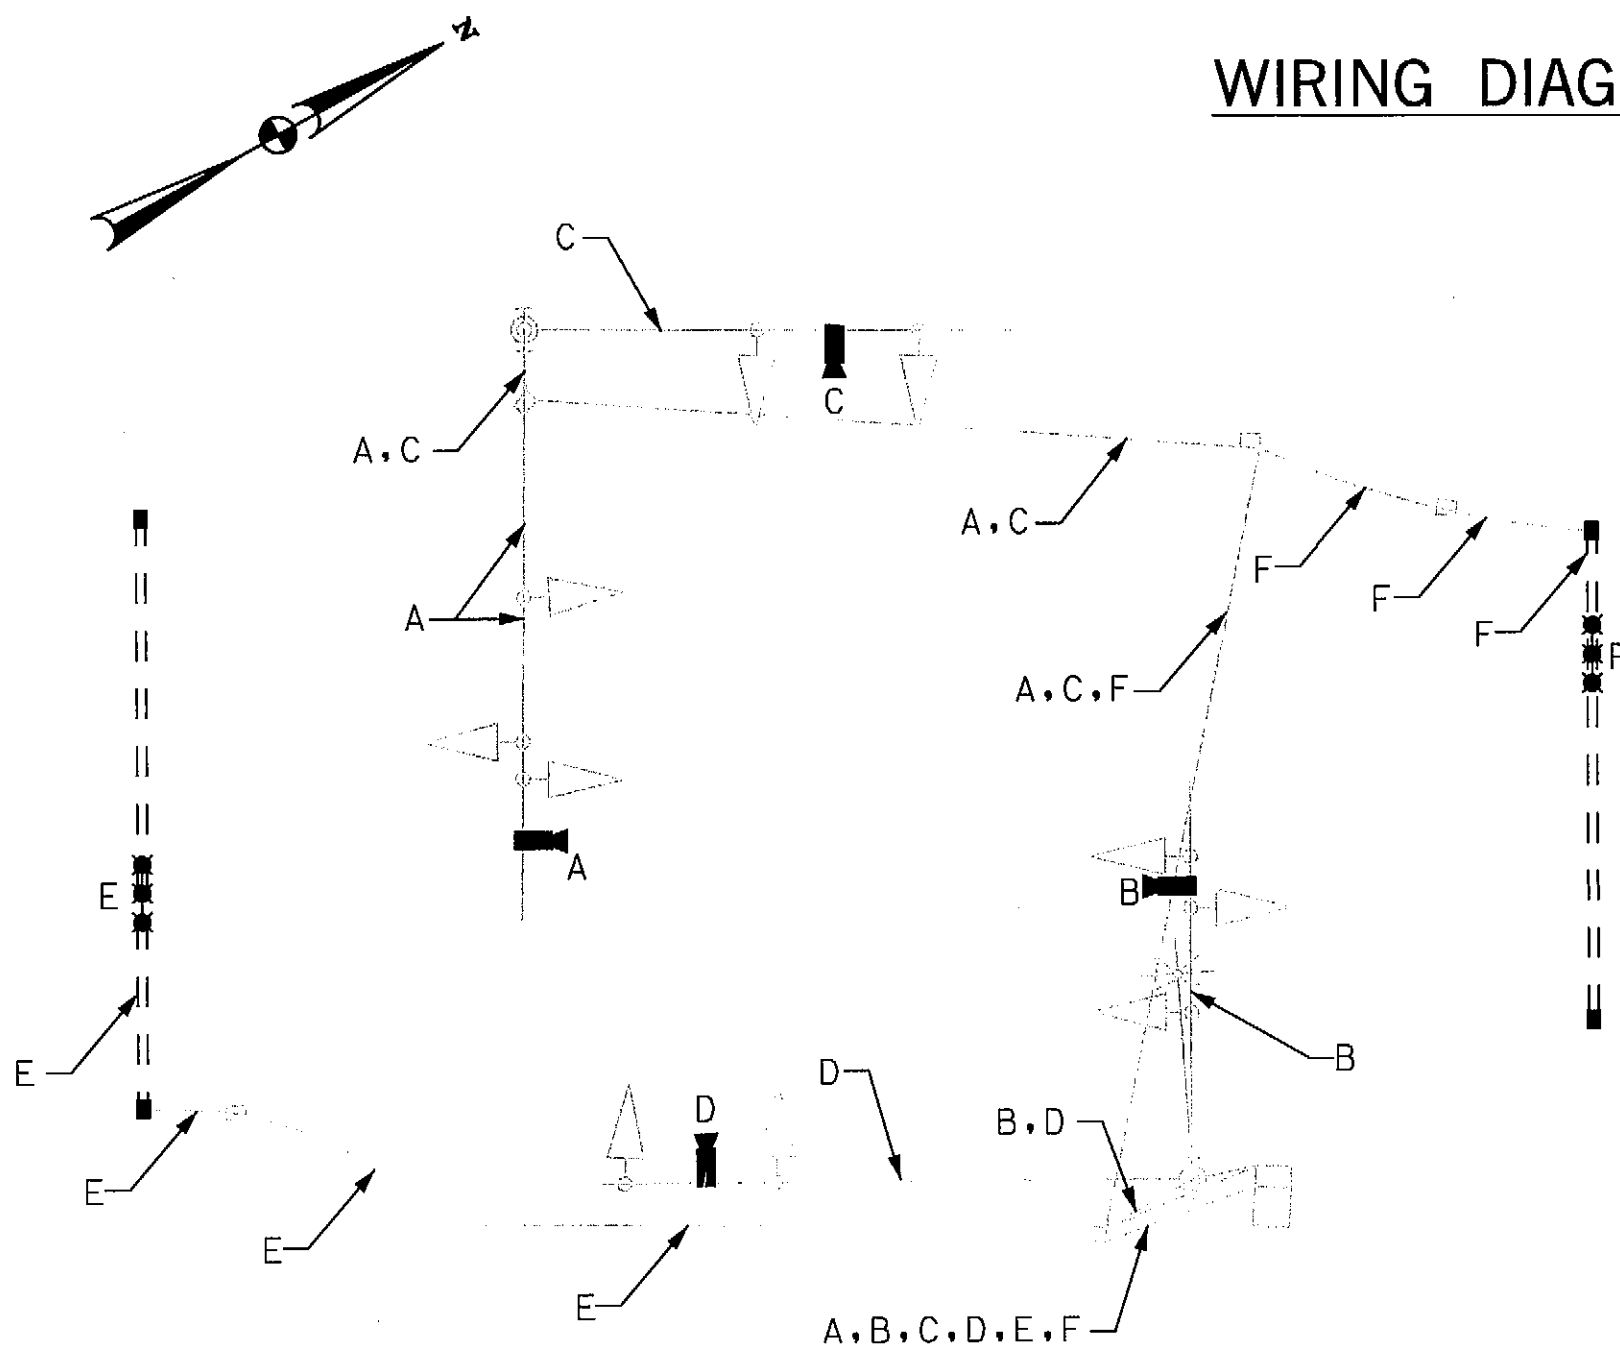 N
WIRING DIAG
C
C
A, C
A, C
F
F
F
F
A
A, C, F
A
B
E
E
B
D
D
B, D
E
E
E
E
A, B, C, D, E, F